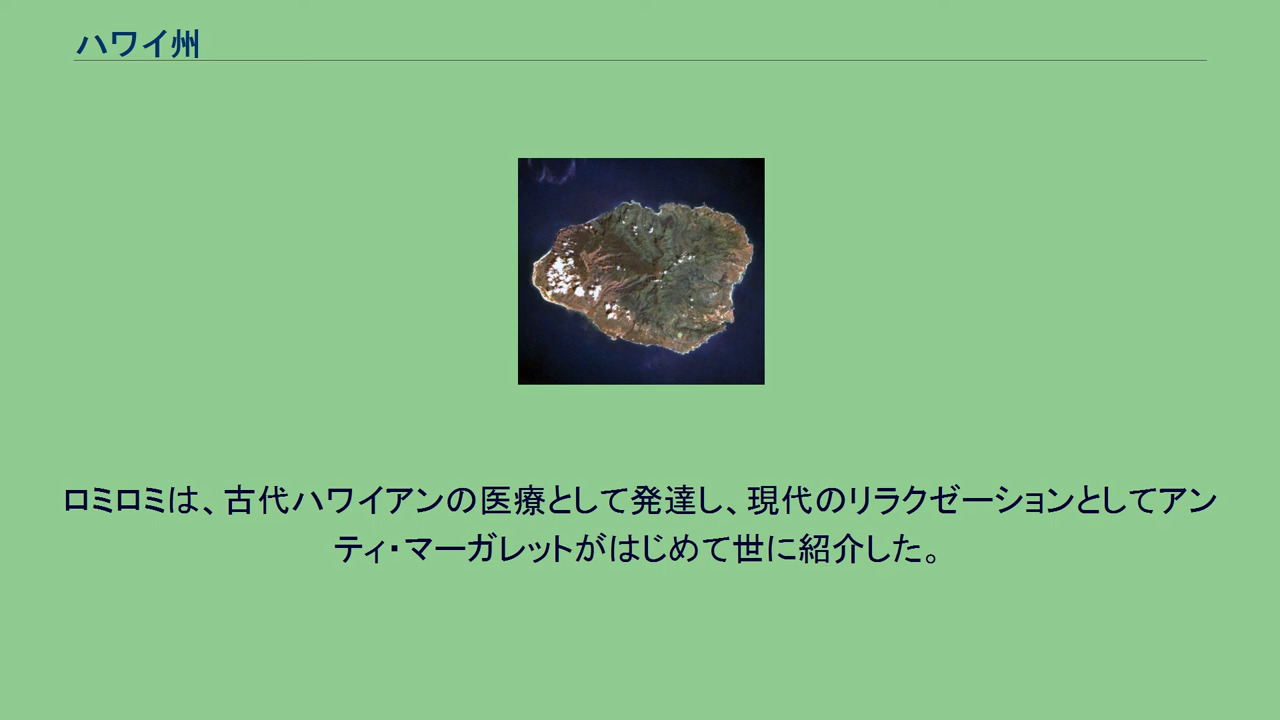 ハワイ州
ロミロミは、古代ハワイアンの医療として発達し、現代のリラクゼーションとしてアン
ティ・マーガレットがはじめて世に紹介した。